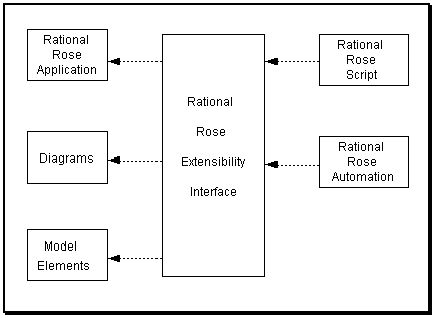 Rational
Rose
Application
Diagrams
Model
Elements
Rational
Rose
Extensibility
Interface
Rational
Rose
Script
Rational
Rose
Automation